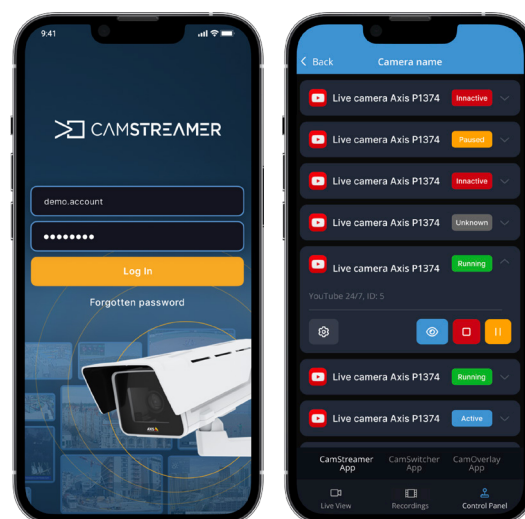 9:41
CAMSTREAMER
demo.account
Log In
Forgotten password
AXIS
Back
Camera name
Live camera Axis P1374
Innactive
Live camera Axis P1374
Paused
Live camera Axis P1374
Innactive
Live camera Axis P1374
Unknown
Live camera Axis P1374
Running
YouTube 24/7, ID: 5
Live camera Axis P1374
Running
Live camera Axis P1374
Active
CamStreamer App
CamSwitcher App
CamOverlay App
Live View
Recordings
Control Panel